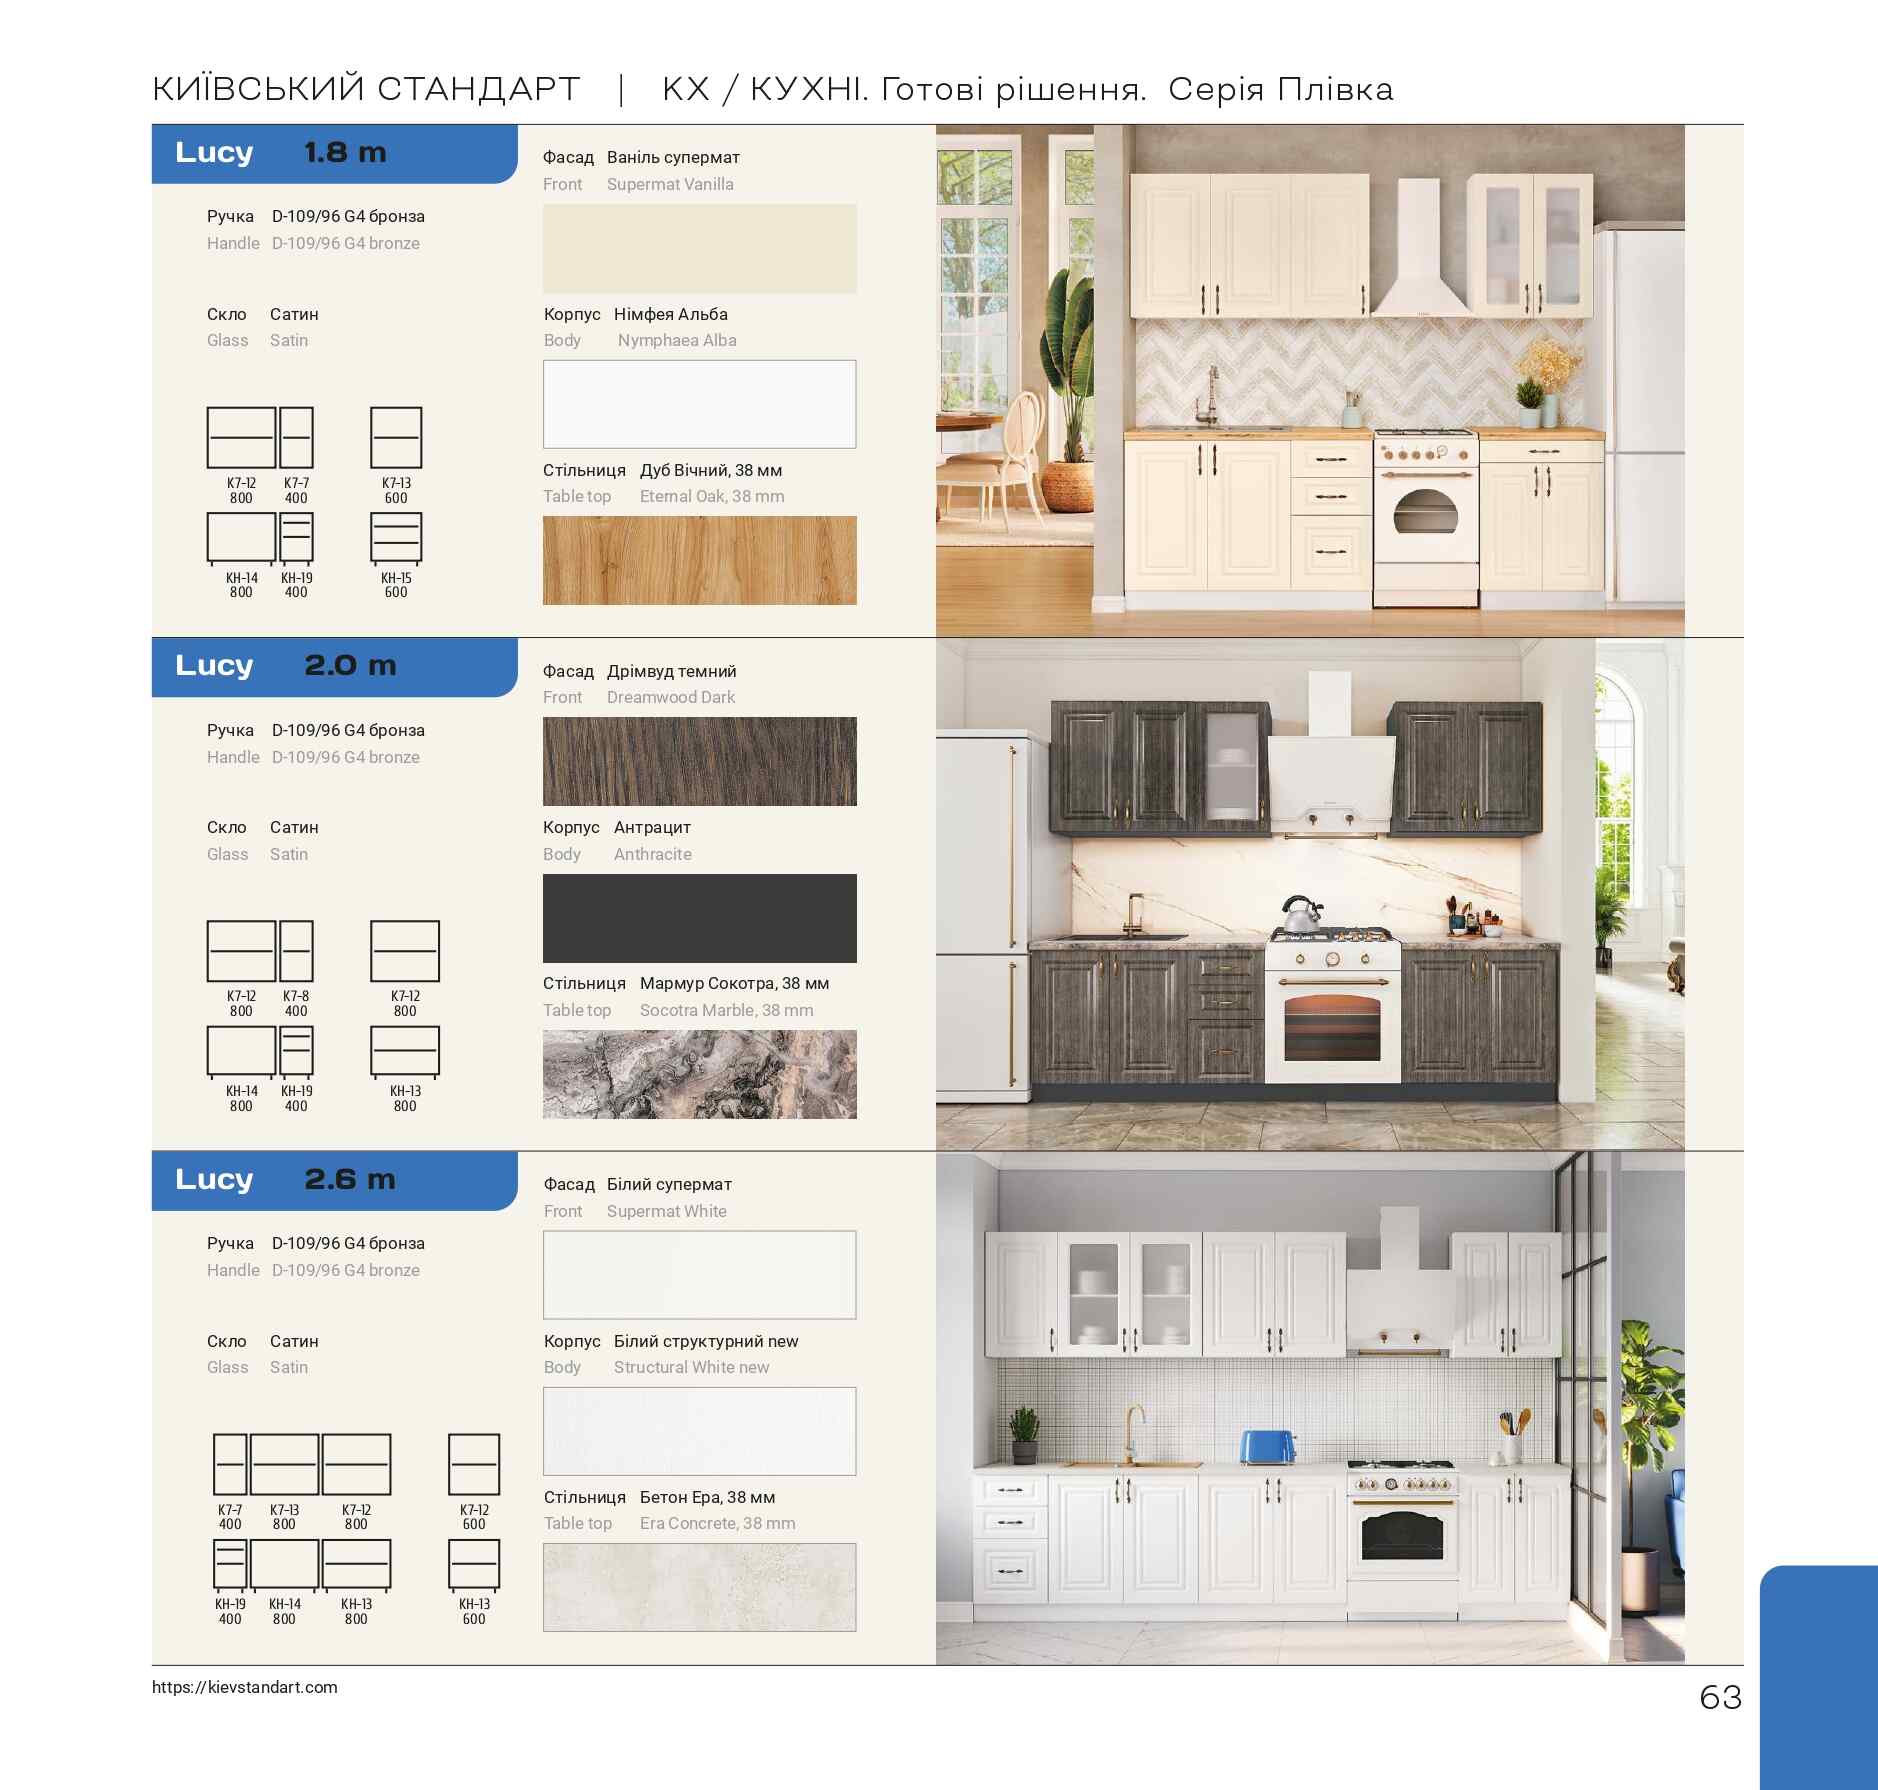 КИЇВСЬКИЙ СТАНДАРТ | КХ / КУХНІ. Готові рішення. Серія Плівка
Lucy 1.8 m
Ручка D-109/96 G4 бронза
Handle D-109/96 G4 bronze
Скло Сатин
Glass Satin
К7-12 К7-7 К7-13
800 400 600
КН-14 КН-19 КН-15
800 400 600
Фасад Ваніль супермат
Front Supermat Vanilla
Корпус Німфея Альба
Body Nymphaea Alba
Стільниця Дуб Вічний, 38 мм
Table top Eternal Oak, 38 mm
Lucy 2.0 m
Ручка D-109/96 G4 бронза
Handle D-109/96 G4 bronze
Скло Сатин
Glass Satin
К7-12 К7-8 К7-12
800 400 800
КН-14 КН-19 КН-13
800 400 800
Фасад Дрімвуд темний
Front Dreamwood Dark
Корпус Антрацит
Body Anthracite
Стільниця Мармур Сокотра, 38 мм
Table top Socotra Marble, 38 mm
Lucy 2.6 m
Ручка D-109/96 G4 бронза
Handle D-109/96 G4 bronze
Скло Сатин
Glass Satin
К7-7 К7-13 К7-12 К7-12
400 800 800 600
КН-19 КН-14 КН-13 КН-13
400 800 800 600
Фасад Білий супермат
Front Supermat White
Корпус Білий структурний new
Body Structural White new
Стільниця Бетон Ера, 38 мм
Table top Era Concrete, 38 mm
https://kievstandart.com
63